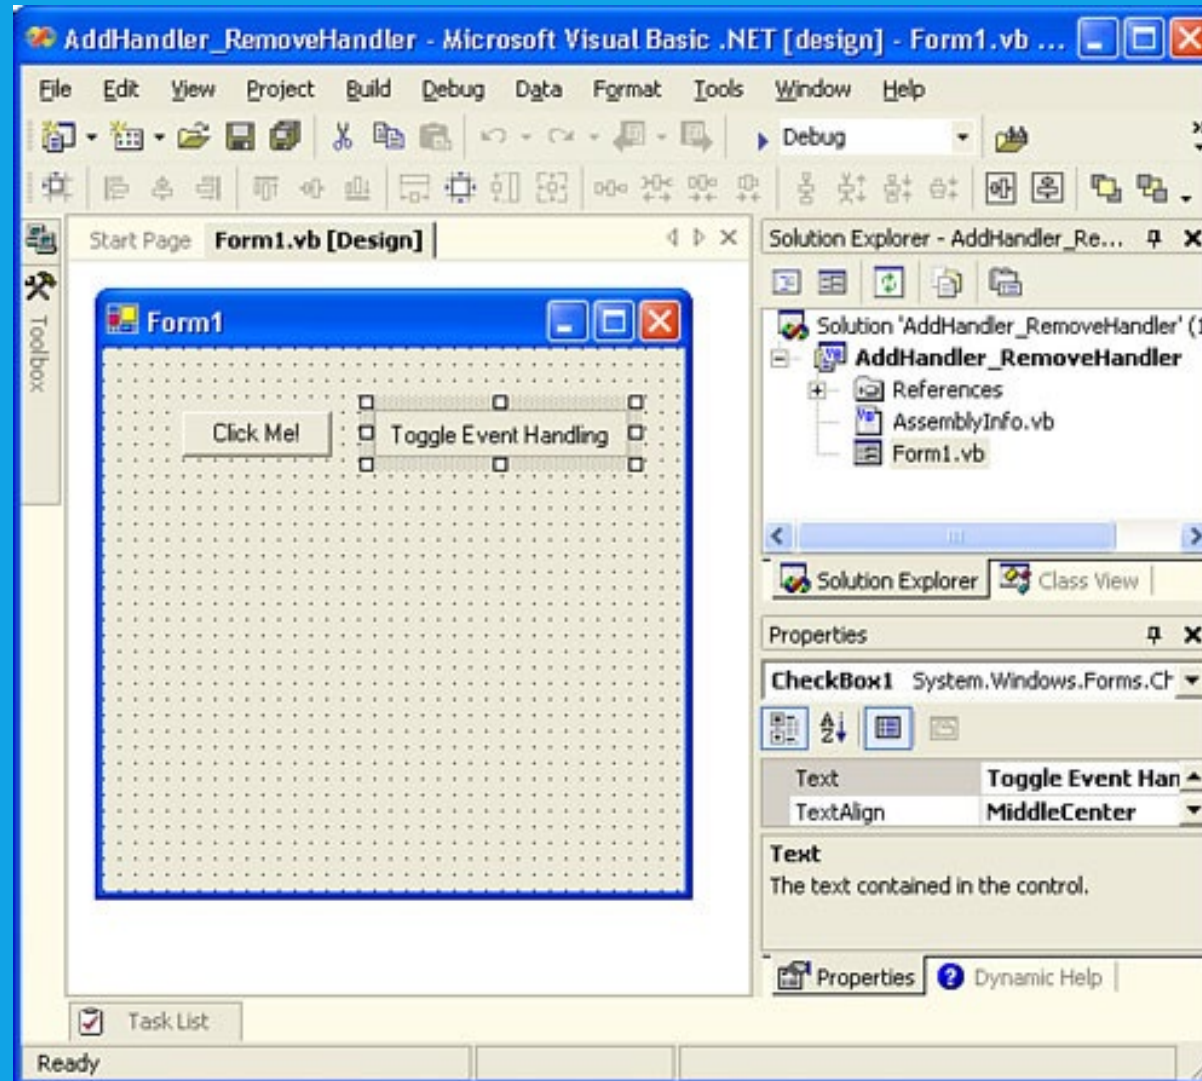 AddHandler_RemoveHandler - Microsoft Visual Basic .NET [design] - Form1.vb ...
File Edit View Project Build Debug Data Format Tools Window Help
Debug
Start Page Form1.vb [Design]
Toolbox
Form1
Click Me!
Toggle Event Handling
Solution Explorer - AddHandler_Re...
Solution 'AddHandler_RemoveHandler' (1
AddHandler_RemoveHandler
References
AssemblyInfo.vb
Form1.vb
Solution Explorer Class View
Properties
CheckBox1 System.Windows.Forms.Ch
Text Toggle Event Han
TextAlign MiddleCenter
Text
The text contained in the control.
Properties Dynamic Help
Task List
Ready